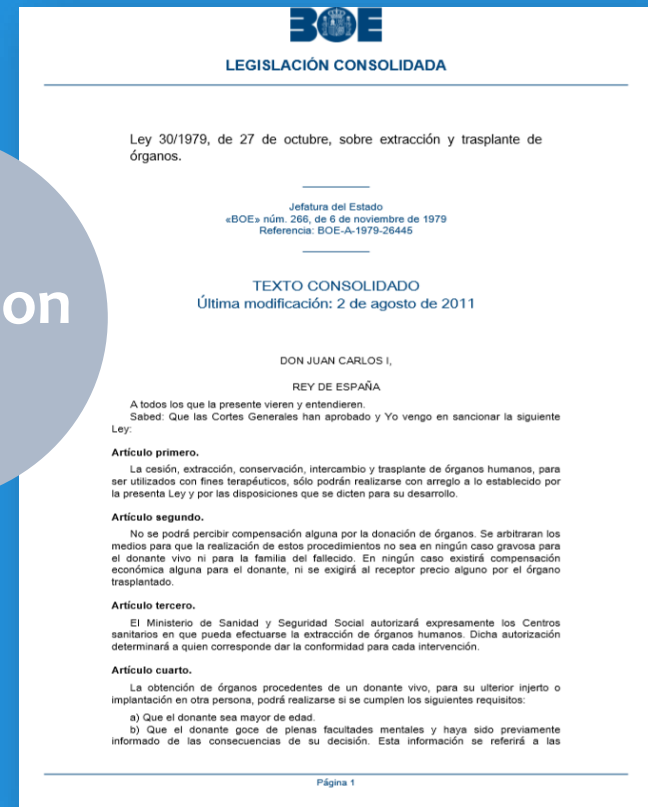 BOE
LEGISLACIÓN CONSOLIDADA
Ley 30/1979, de 27 de octubre, sobre extracción y trasplante de
órganos.
Jefatura del Estado
«BOE» núm. 266, de 6 de noviembre de 1979
Referencia: BOE-A-1979-26445
on
TEXTO CONSOLIDADO
Última modificación: 2 de agosto de 2011
DON JUAN CARLOS I,
REY DE ESPAÑA
A todos los que la presente vieren y entendieren.
Sabed: Que las Cortes Generales han aprobado y Yo vengo en sancionar la siguiente
Ley:
Artículo primero.
La cesión, extracción, conservación, intercambio y trasplante de órganos humanos, para
ser utilizados con fines terapéuticos, sólo podrán realizarse con arreglo a lo establecido por
la presenta Ley y por las disposiciones que se dicten para su desarrollo.
Artículo segundo.
No se podrá percibir compensación alguna por la donación de órganos. Se arbitraran los
medios para que la realización de estos procedimientos no sea en ningún caso gravosa para
el donante vivo ni para la familia del fallecido. En ningún caso existirá compensación
económica alguna para el donante, ni se exigirá al receptor precio alguno por el órgano
trasplantado.
Artículo tercero.
El Ministerio de Sanidad y Seguridad Social autorizará expresamente los Centros
sanitarios en que pueda efectuarse la extracción de órganos humanos. Dicha autorización
determinará a quien corresponde dar la conformidad para cada intervención.
Artículo cuarto.
La obtención de órganos procedentes de un donante vivo, para su ulterior injerto o
implantación en otra persona, podrá realizarse si se cumplen los siguientes requisitos:
a) Que el donante sea mayor de edad.
b) Que el donante goce de plenas facultades mentales y haya sido previamente
informado de las consecuencias de su decisión. Esta información se referirá a las
Página 1